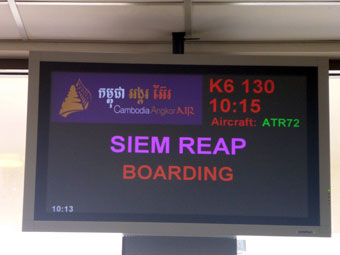 កម្ពុជា អង្គរ អ៊ែរ
Cambodia Angkor AIR
K6 130
10:15
Aircraft: ATR72
SIEM REAP
BOARDING
10:13